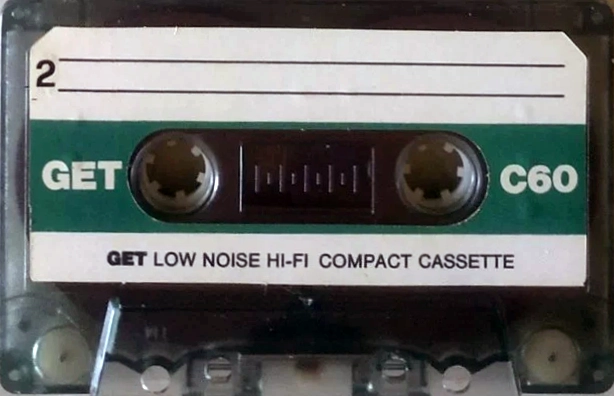 2
GET C60
GET LOW NOISE HI-FI COMPACT CASSETTE